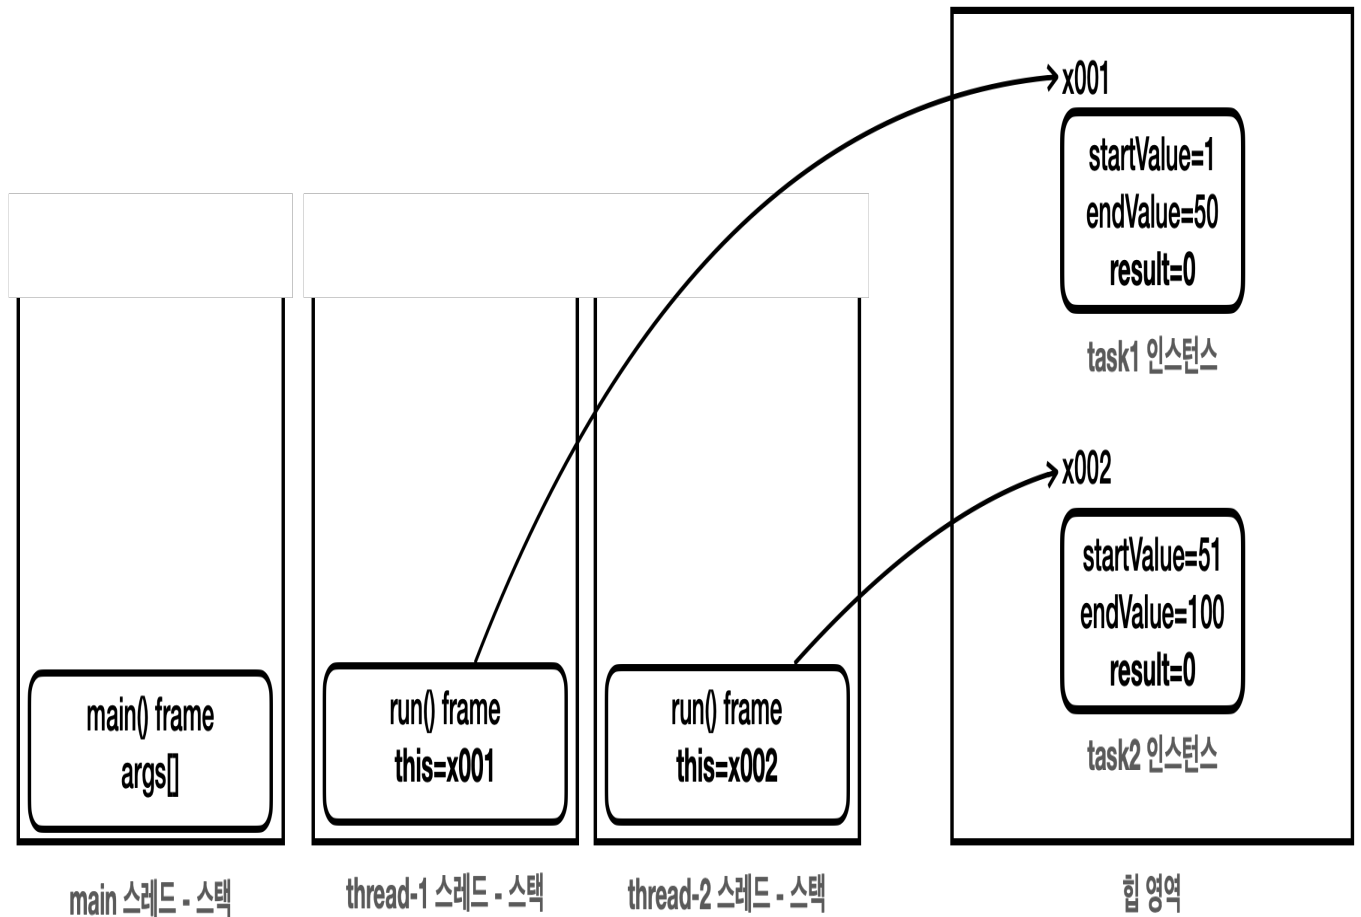 main() frame
args[]
main 스레드 - 스택
run() frame
this=x001
thread-1 스레드 - 스택
run() frame
this=x002
thread-2 스레드 - 스택
x001
startValue=1
endValue=50
result=0
task1 인스턴스
x002
startValue=51
endValue=100
result=0
task2 인스턴스
힙 영역